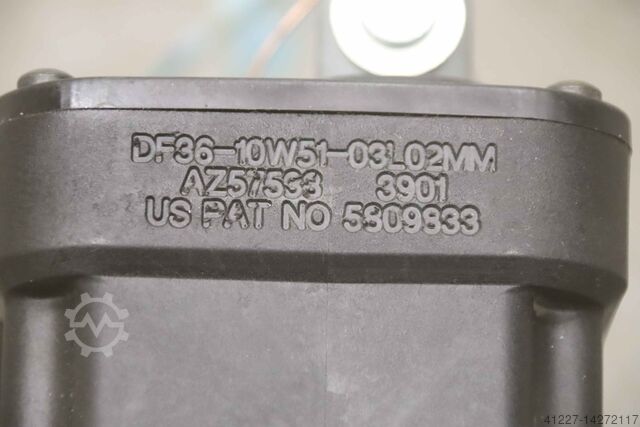 DF36-10W51-03L02MM
AZ57533 3901
US PAT NO 5809833
41227-14272117